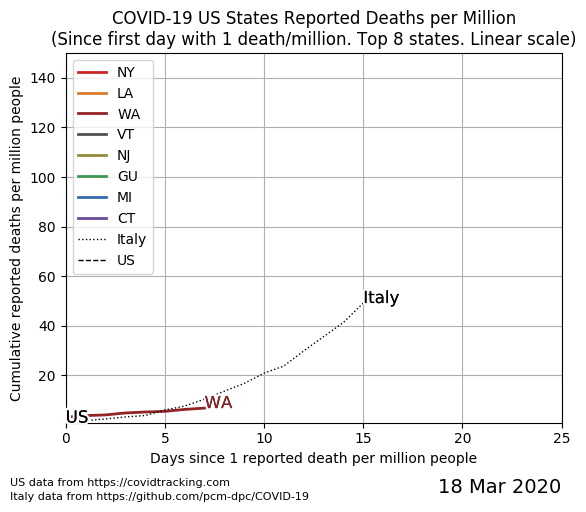 COVID-19 US States Reported Deaths per Million
(Since first day with 1 death/million. Top 8 states. Linear scale)
Cumulative reported deaths per million people
140
120
100
80
60
40
20
NY
LA
WA
VT
NJ
GU
MI
CT
Italy
US
Italy
WA
US
0
5
10
15
20
25
Days since 1 reported death per million people
US data from https://covidtracking.com
Italy data from https://github.com/pcm-dpc/COVID-19
18 Mar 2020